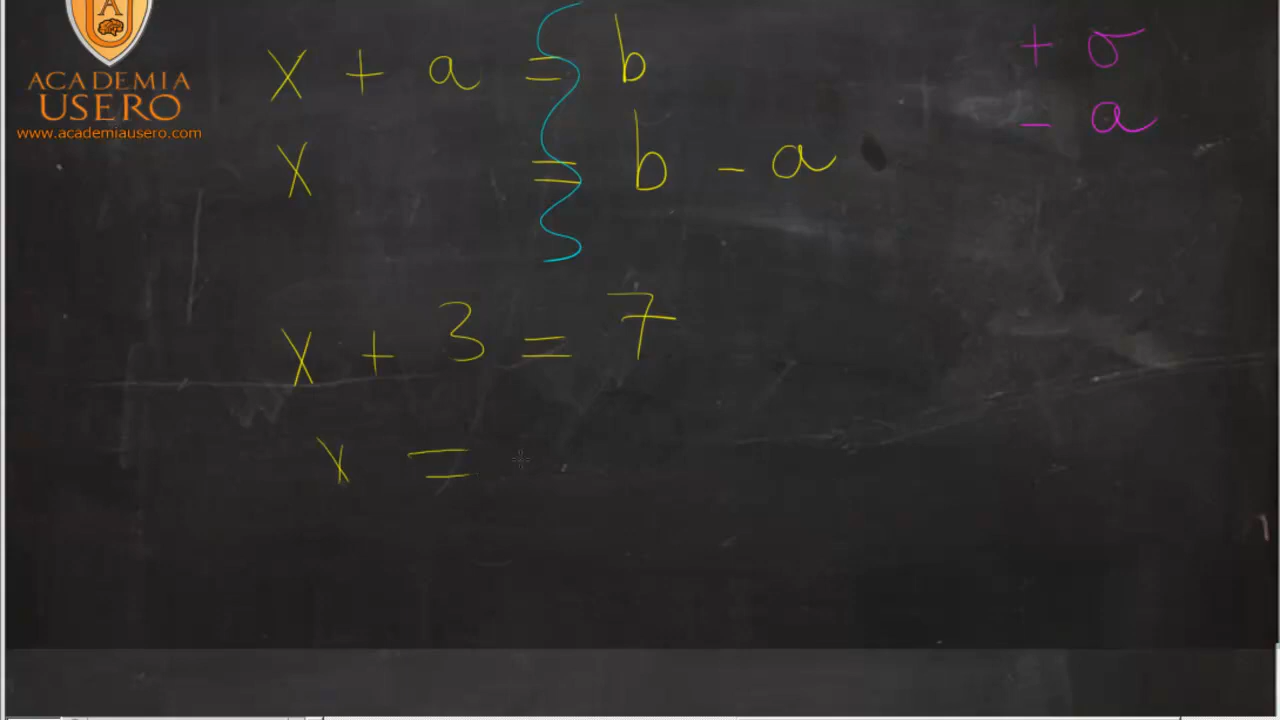 A
ACADEMIA
USERO
www.academiausero.com
x + a = b
x = b - a
x + 3 = 7
x =
+ σ
- a